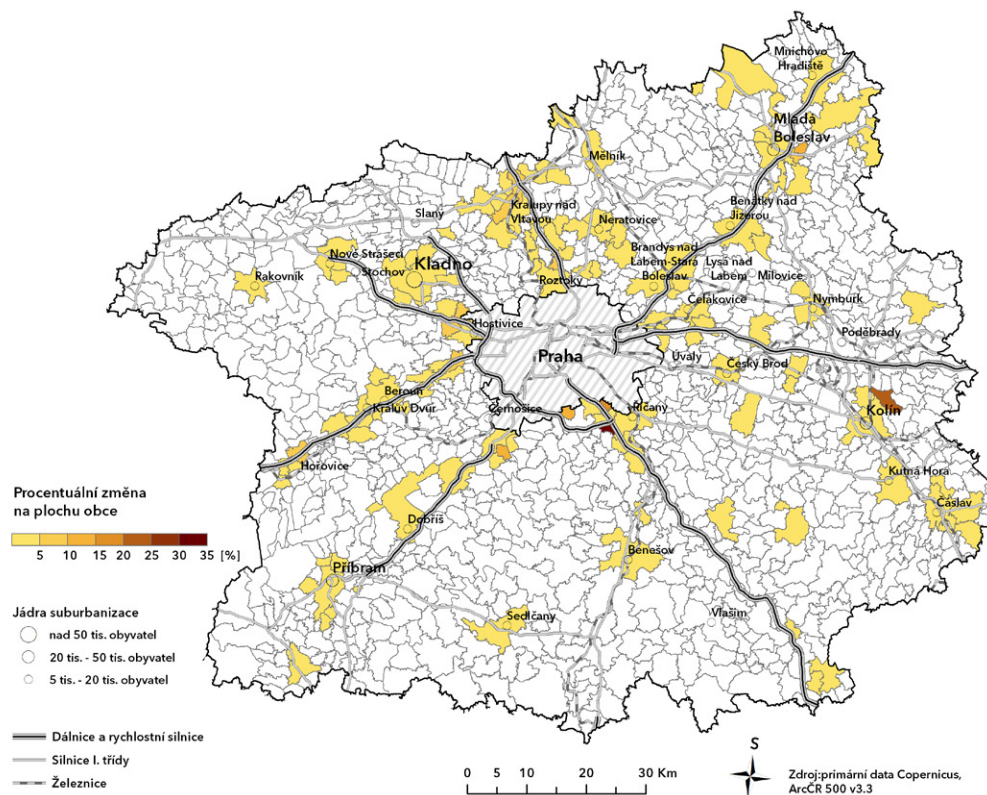 Mnichovo
Hradiště
Mladá
Boleslav
Mělník
Benátky nad
Jizerou
Slaný
Kralupy nad
Vltavou
Neratovice
Brandýs nad
Labem-Stará
Boleslav
Lysá nad
Labem
Milovice
Nové Strašecí
Stochov
Kladno
Rakovník
Roztoky
Čelákovice
Nymburk
Hostivice
Poděbrady
Praha
Úvaly
Český Brod
Beroun
Králův Dvůr
Černošice
Říčany
Kolín
Hořovice
Kutná Hora
Čáslav
Dobříš
Benešov
Příbram
Sedlčany
Vlašim
Procentuální změna
na plochu obce
5 10 15 20 25 30 35 [%]
Jádra suburbanizace
nad 50 tis. obyvatel
20 tis. - 50 tis. obyvatel
5 tis. - 20 tis. obyvatel
Dálnice a rychlostní silnice
Silnice I. třídy
Železnice
0 5 10 20 30 Km
S
Zdroj:primární data Copernicus,
ArcČR 500 v3.3